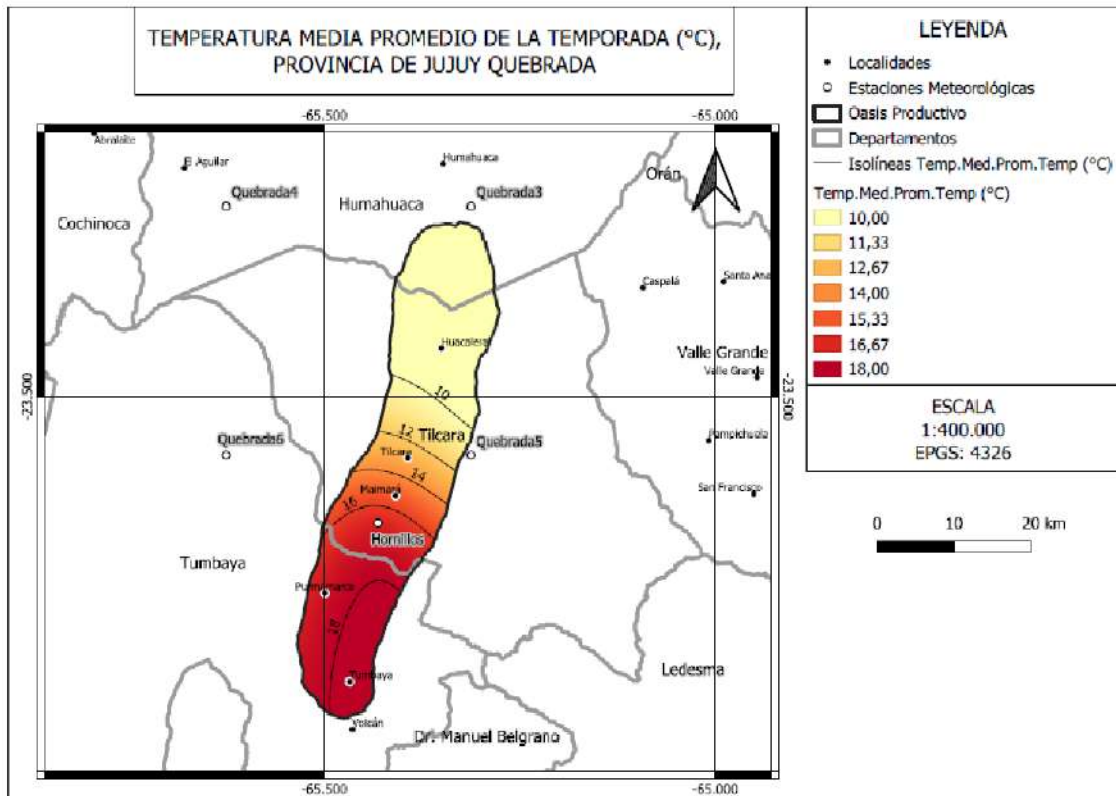 TEMPERATURA MEDIA PROMEDIO DE LA TEMPORADA (°C),
PROVINCIA DE JUJUY QUEBRADA
-65.500
-65.000
Abralaite
El Aguilar
Humahuaca
Quebrada4
Humahuaca
Quebrada3
Orán
Cochinoca
Caspalá
Santa Ana
Huacalera
Valle Grande
Valle Grande
-23.500
-23.500
10
12
Tilcara
Tilcara
Quebrada6
Quebrada5
Pampichuela
14
Maimará
16
San Francisco
Hornillos
Tumbaya
Purmamarca
18
Ledesma
Tumbaya
Volcán
Dr. Manuel Belgrano
-65.500
-65.000
LEYENDA
Localidades
Estaciones Meteorológicas
Oasis Productivo
Departamentos
Isolíneas Temp.Med.Prom.Temp (°C)
Temp.Med.Prom.Temp (°C)
10,00
11,33
12,67
14,00
15,33
16,67
18,00
ESCALA
1:400.000
EPGS: 4326
0 10 20 km